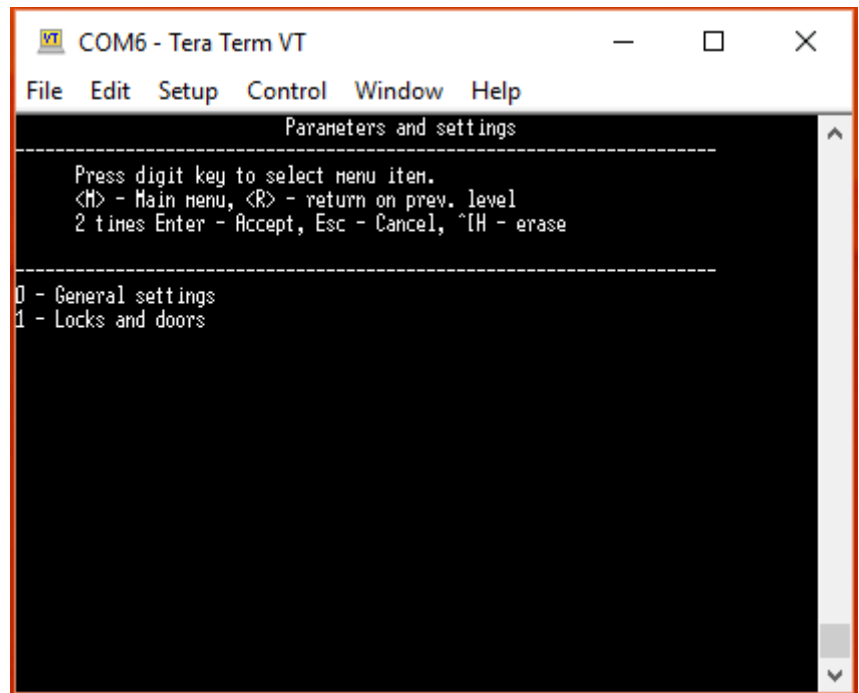 COM6 - Tera Term VT
File Edit Setup Control Window Help
Parameters and settings
-----------------------------------------------------------------------
Press digit key to select menu item.
<M> - Main menu, <R> - return on prev. level
2 times Enter - Accept, Esc - Cancel, ^[H - erase
-----------------------------------------------------------------------
0 - General settings
1 - Locks and doors